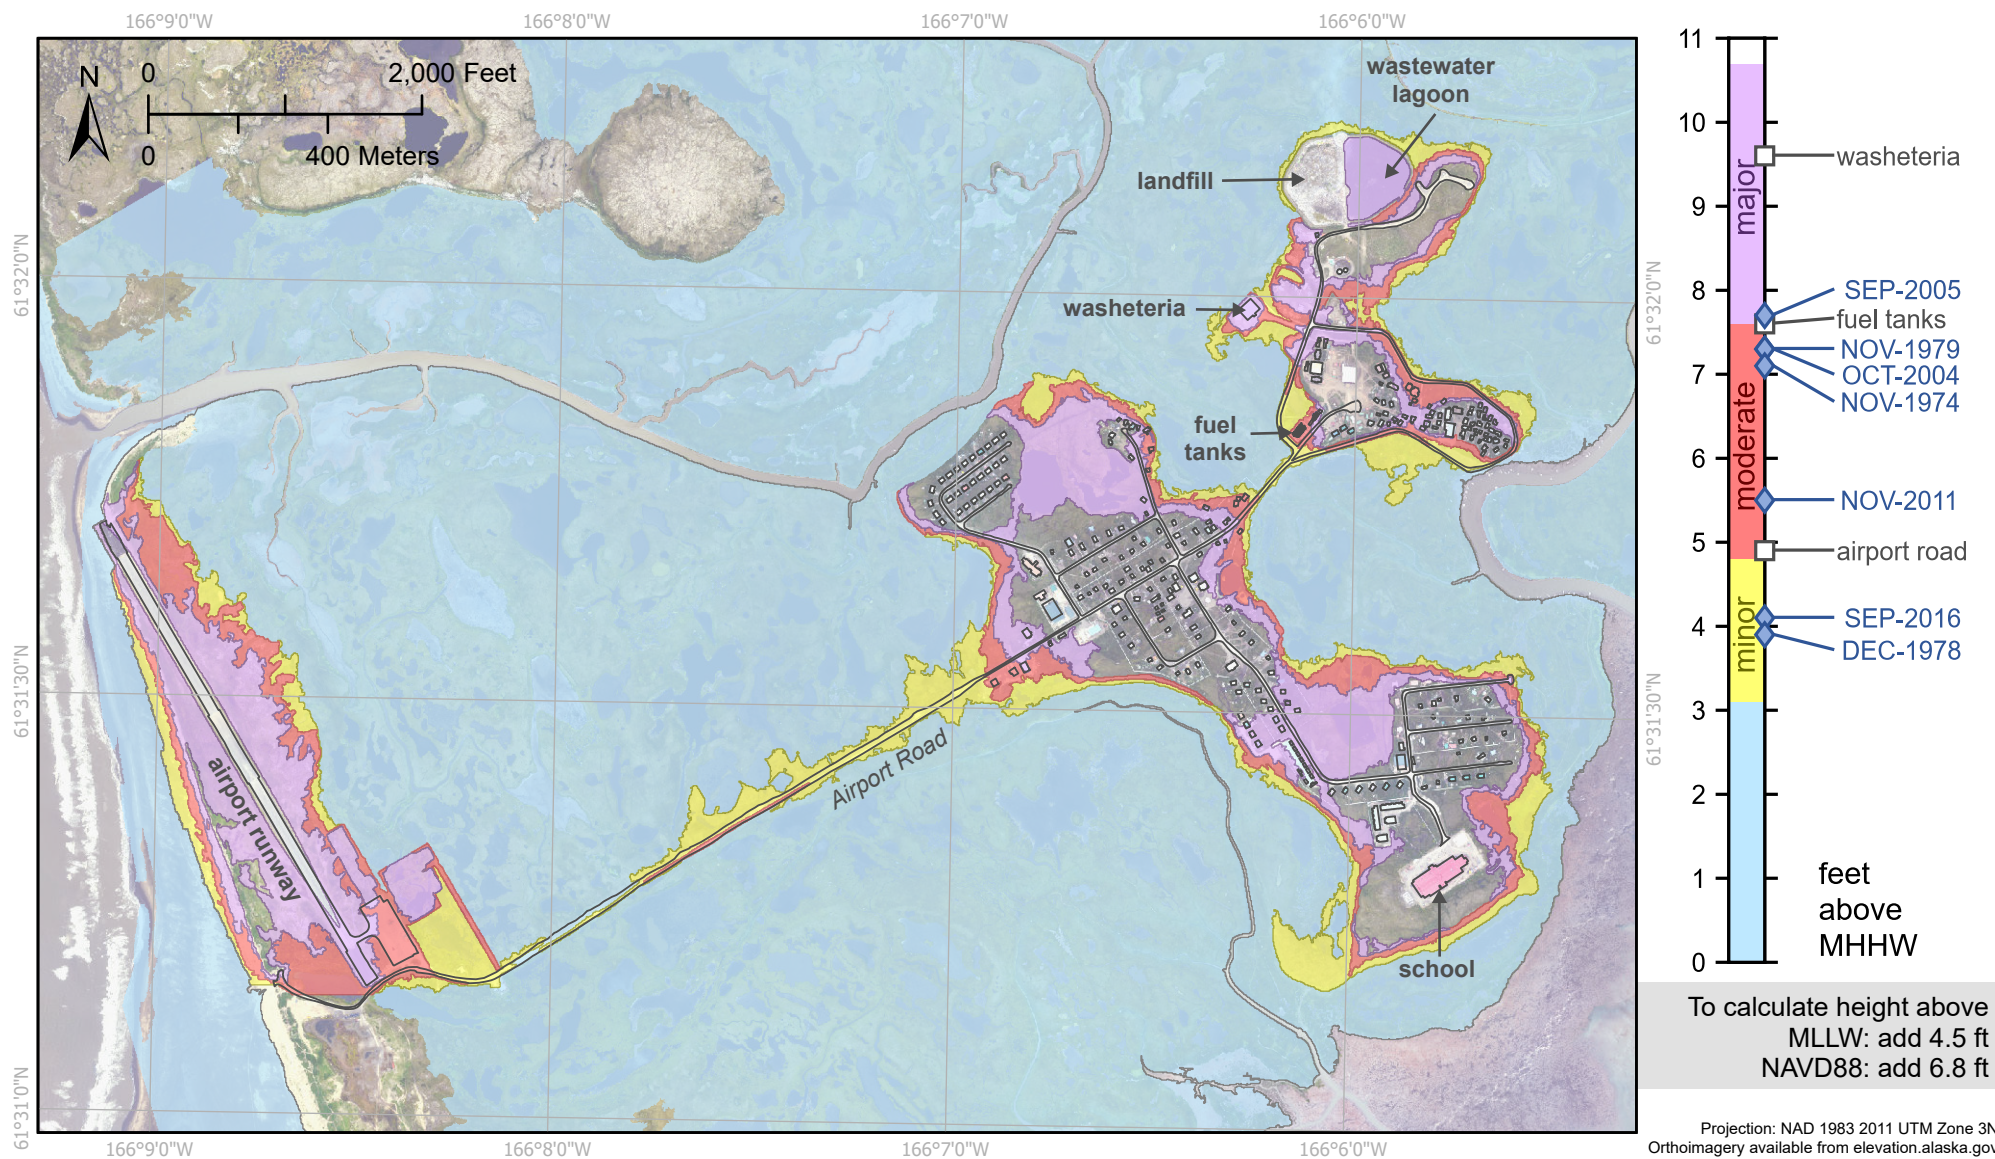 166°9'0"W
166°8'0"W
166°7'0"W
166°6'0"W
N
0
2,000 Feet
0
400 Meters
61°32'0"N
61°31'30"N
61°31'0"N
wastewater
lagoon
landfill
washeteria
fuel
tanks
Airport Road
airport runway
school
61°32'0"N
61°31'30"N
166°9'0"W
166°8'0"W
166°7'0"W
166°6'0"W
11
10
9
8
7
6
5
4
3
2
1
0
major
moderate
minor
washeteria
SEP-2005
fuel tanks
NOV-1979
OCT-2004
NOV-1974
NOV-2011
airport road
SEP-2016
DEC-1978
feet
above
MHHW
To calculate height above
MLLW: add 4.5 ft
NAVD88: add 6.8 ft
Projection: NAD 1983 2011 UTM Zone 3N
Orthoimagery available from elevation.alaska.gov